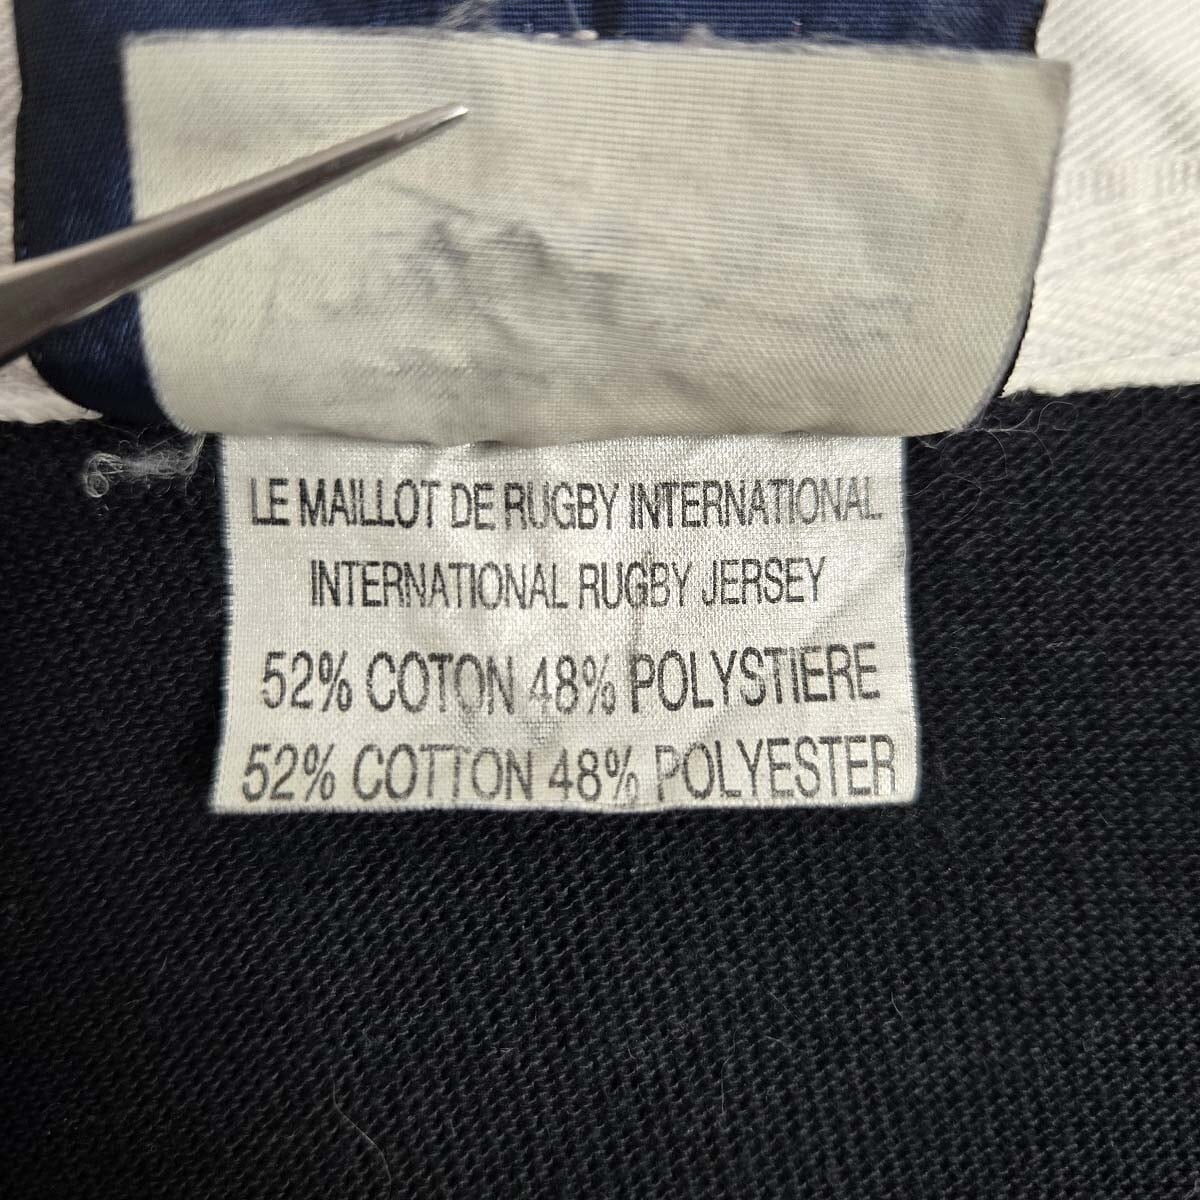 LE MAILLOT DE RUGBY INTERNATIONAL
INTERNATIONAL RUGBY JERSEY
52% COTON 48% POLYSTIERE
52% COTTON 48% POLYESTER